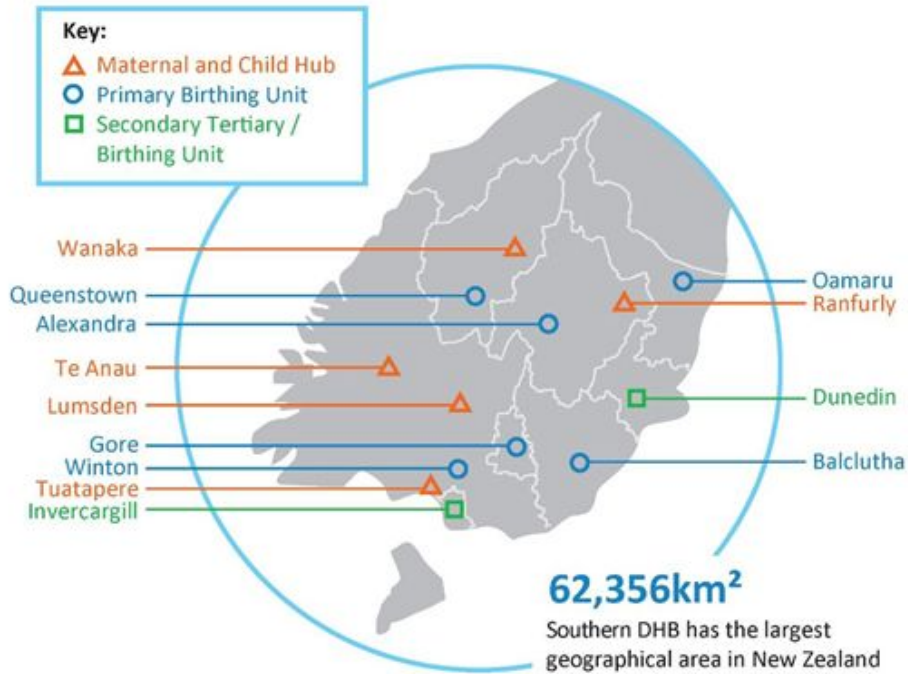 Key:
Maternal and Child Hub
Primary Birthing Unit
Secondary Tertiary /
Birthing Unit
Wanaka
Queenstown
Alexandra
Te Anau
Lumsden
Gore
Winton
Tuatapere
Invercargill
Oamaru
Ranfurly
Dunedin
Balclutha
62,356km²
Southern DHB has the largest
geographical area in New Zealand